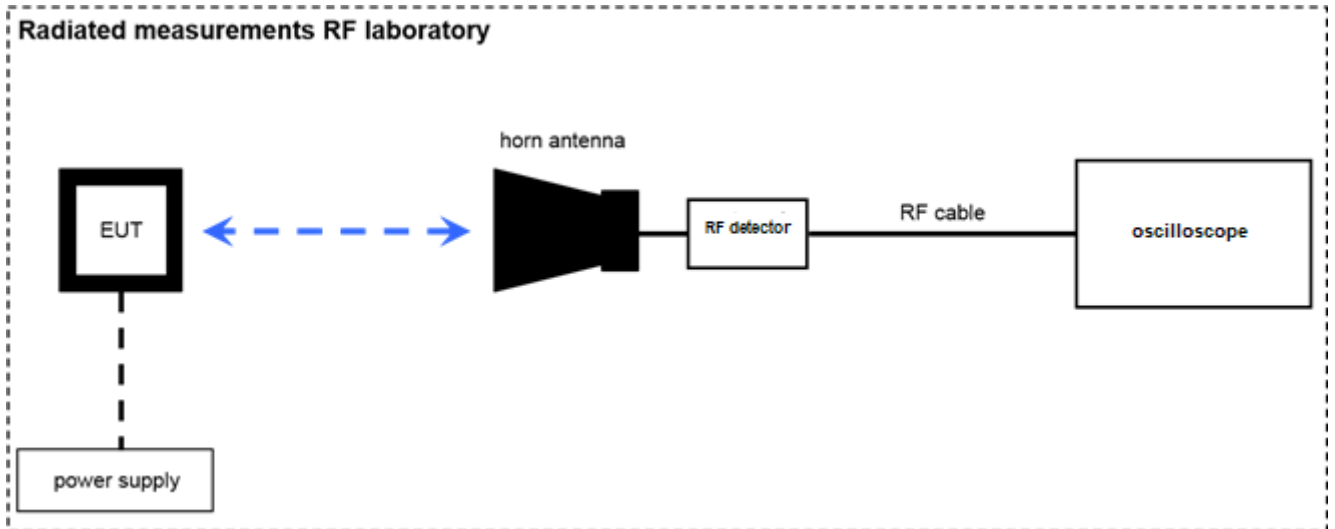 Radiated measurements RF laboratory
horn antenna
EUT
RF detector
RF cable
oscilloscope
power supply